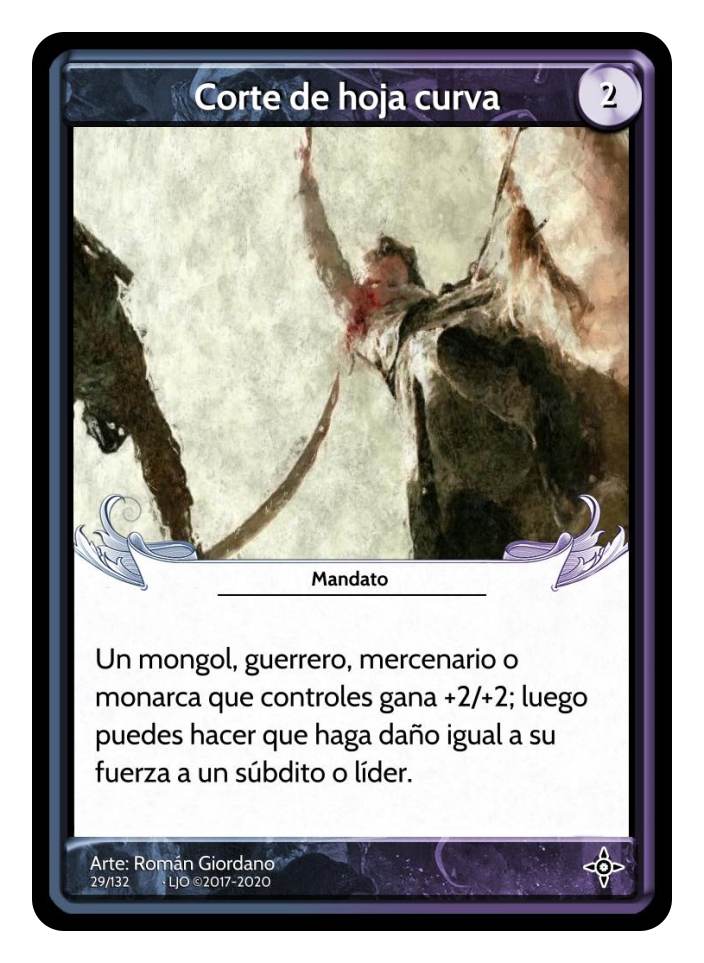 Corte de hoja curva
2
Mandato
Un mongol, guerrero, mercenario o
monarca que controles gana +2/+2; luego
puedes hacer que haga daño igual a su
fuerza a un súbdito o líder.
Arte: Román Giordano
29/132 · LJO ©2017-2020